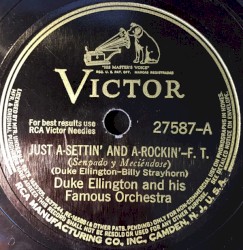 "HIS MASTER'S VOICE"
VICTOR
For best results use
RCA Victor Needles
27587-A
JUST A-SETTIN' AND A-ROCKIN'–F. T.
(Senpado y Meciéndose)
(Duke Ellington-Billy Strayhorn)
Duke Ellington and his
Famous Orchestra
RCA MANUFACTURING CO., INC. CAMDEN, N. J., U.S.A.